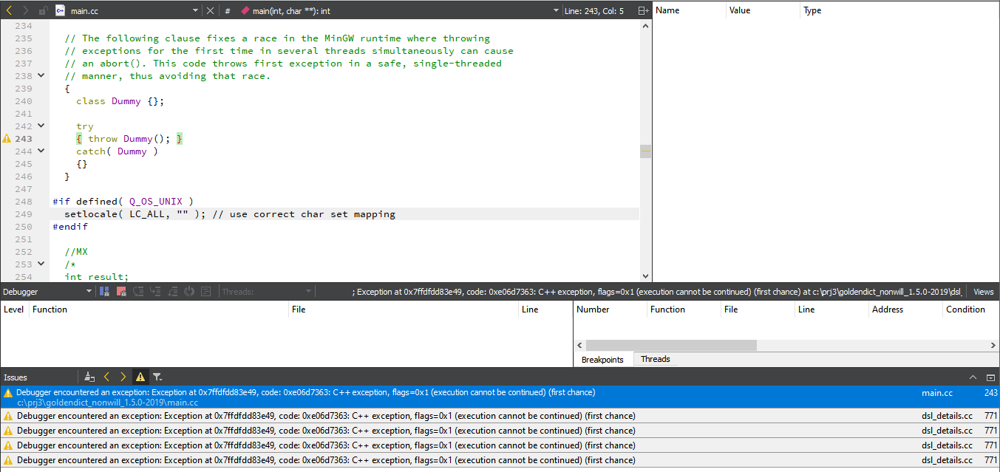 main.cc # main(int, char **): int Line: 243, Col: 5
Name Value Type
234
235 // The following clause fixes a race in the MinGW runtime where throwing
236 // exceptions for the first time in several threads simultaneously can cause
237 // an abort(). This code throws first exception in a safe, single-threaded
238 // manner, thus avoiding that race.
239 {
240 class Dummy {};
241
242 try
243 { throw Dummy(); }
244 catch( Dummy )
245 {}
246 }
247
248 #if defined( Q_OS_UNIX )
249 setlocale( LC_ALL, "" ); // use correct char set mapping
250 #endif
251
252 //MX
253 /*
254 int result;
Debugger Threads: ; Exception at 0x7ffdfdd83e49, code: 0xe06d7363: C++ exception, flags=0x1 (execution cannot be continued) (first chance) at c:\prj3\goldendict_nonwill_1.5.0-2019\dsl_ Views
Level Function File Line
Number Function File Line Address Condition
Breakpoints Threads
Issues
Debugger encountered an exception: Exception at 0x7ffdfdd83e49, code: 0xe06d7363: C++ exception, flags=0x1 (execution cannot be continued) (first chance) main.cc 243
c:\prj3\goldendict_nonwill_1.5.0-2019\main.cc
Debugger encountered an exception: Exception at 0x7ffdfdd83e49, code: 0xe06d7363: C++ exception, flags=0x1 (execution cannot be continued) (first chance) dsl_details.cc 771
Debugger encountered an exception: Exception at 0x7ffdfdd83e49, code: 0xe06d7363: C++ exception, flags=0x1 (execution cannot be continued) (first chance) dsl_details.cc 771
Debugger encountered an exception: Exception at 0x7ffdfdd83e49, code: 0xe06d7363: C++ exception, flags=0x1 (execution cannot be continued) (first chance) dsl_details.cc 771
Debugger encountered an exception: Exception at 0x7ffdfdd83e49, code: 0xe06d7363: C++ exception, flags=0x1 (execution cannot be continued) (first chance) dsl_details.cc 771